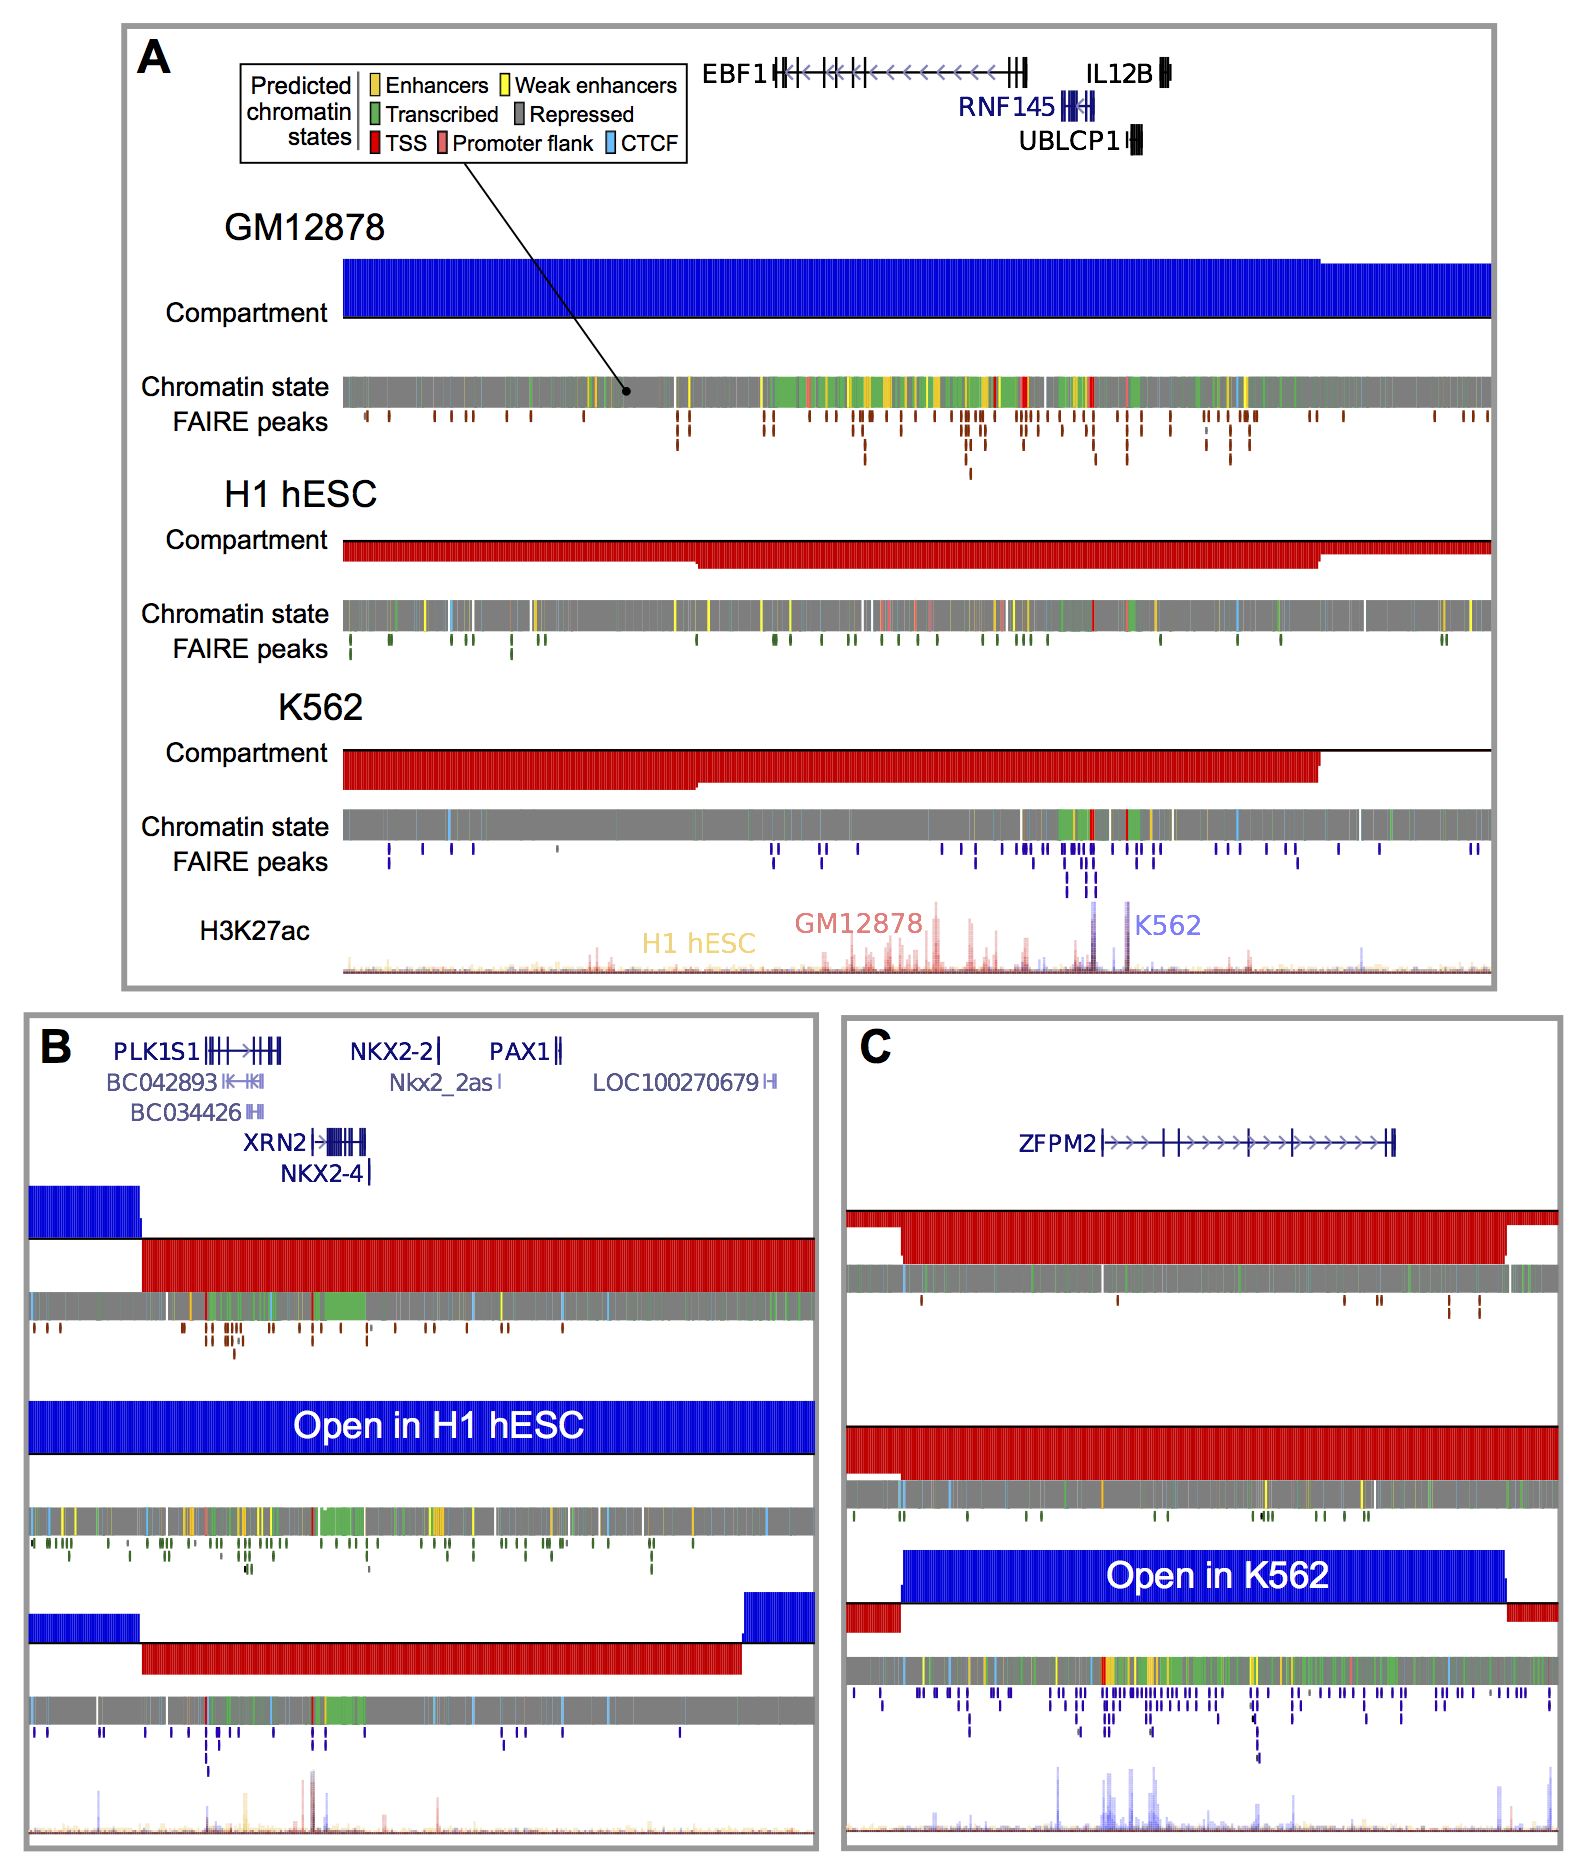 A
EBF1
IL12B
RNF145
UBLCP1
Predicted chromatin states
Enhancers
Weak enhancers
Transcribed
Repressed
TSS
Promoter flank
CTCF
GM12878
Compartment
Chromatin state
FAIRE peaks
H1 hESC
Compartment
Chromatin state
FAIRE peaks
K562
Compartment
Chromatin state
FAIRE peaks
H3K27ac
H1 hESC
GM12878
K562
B
PLK1S1
NKX2-2
PAX1
BC042893
Nkx2_2as
LOC100270679
BC034426
XRN2
NKX2-4
Open in H1 hESC
C
ZFPM2
Open in K562